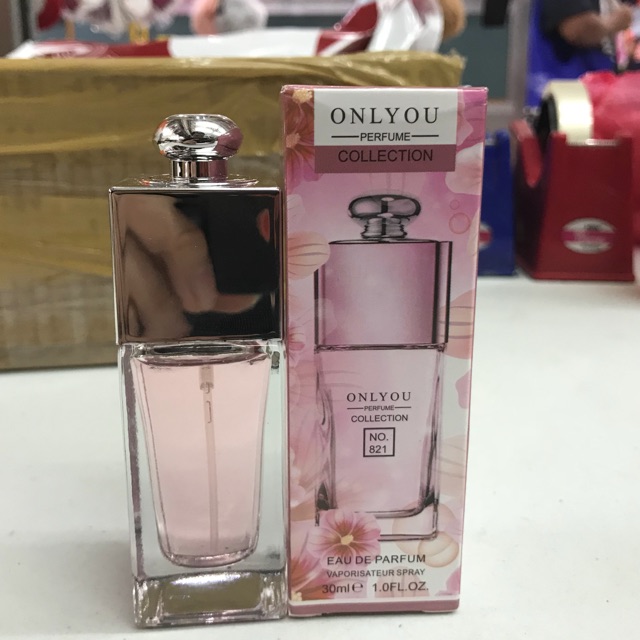 ONLYOU
PERFUME
COLLECTION
ONLYOU
PERFUME
COLLECTION
NO.
821
EAU DE PARFUM
VAPORISATEUR SPRAY
30ml℮ 1.0FL.OZ.